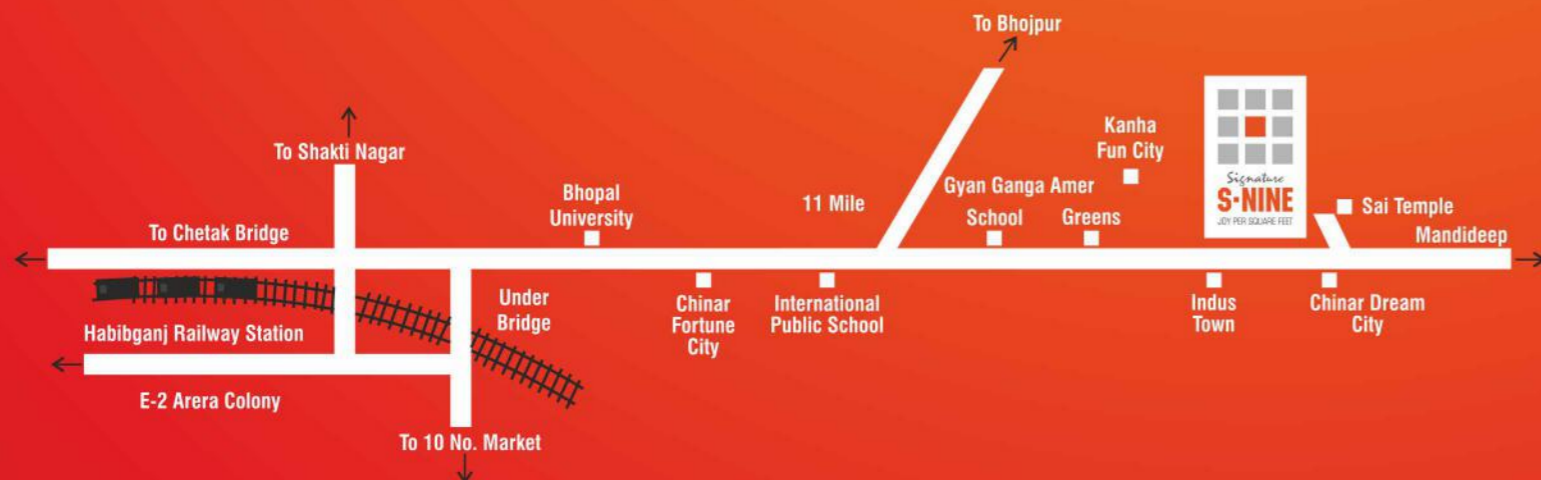 To Bhojpur
To Shakti Nagar
To Chetak Bridge
Habibganj Railway Station
E-2 Arera Colony
To 10 No. Market
Under
Bridge
Bhopal
University
Chinar
Fortune
City
International
Public School
11 Mile
Gyan Ganga Amer
School Greens
Kanha
Fun City
Signature
S-NINE
JOY PER SQUARE FEET
Sai Temple
Mandideep
Indus
Town
Chinar Dream
City